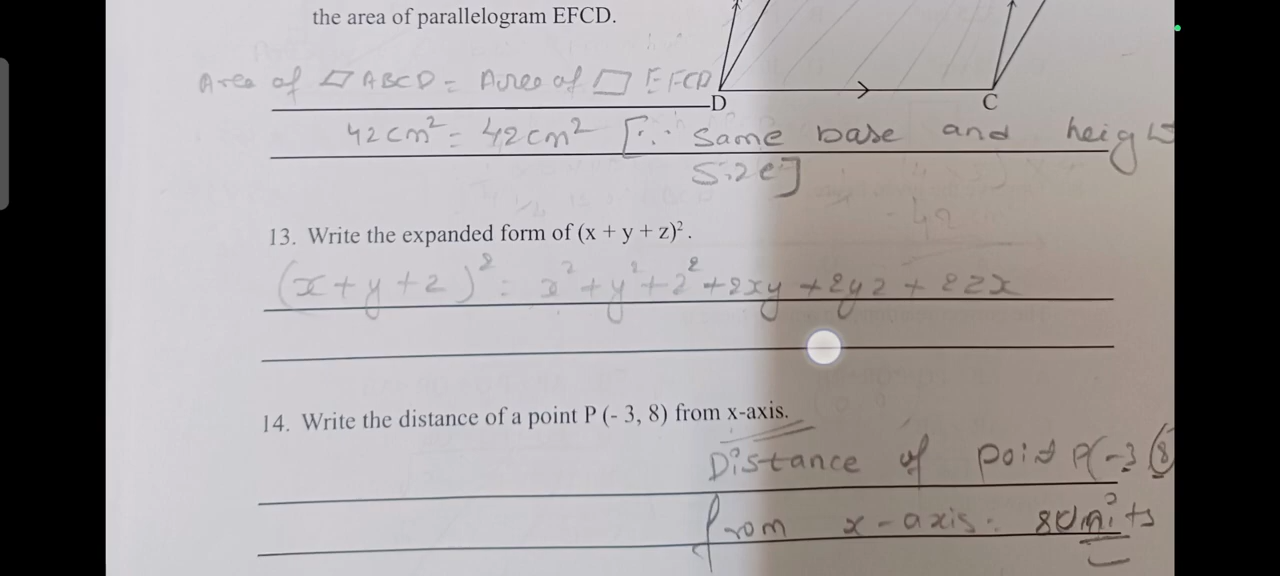 the area of parallelogram EFCD.
Area of ▱ ABCD = Area of ▱ EFCD
D
C
42cm² = 42cm² [∵ Same base and height
Size]
13. Write the expanded form of (x + y + z)².
(x+y+z)² = x²+y²+z²+2xy+2yz+2zx
14. Write the distance of a point P (- 3, 8) from x-axis.
Distance of point P(-3, 8
from x-axis = 8Units